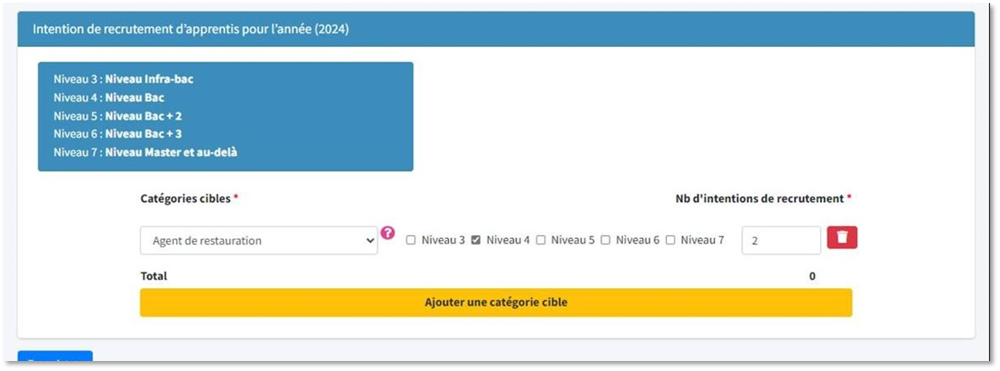 Intention de recrutement d’apprentis pour l’année (2024)
Niveau 3 : Niveau Infra-bac
Niveau 4 : Niveau Bac
Niveau 5 : Niveau Bac + 2
Niveau 6 : Niveau Bac + 3
Niveau 7 : Niveau Master et au-delà
Catégories cibles * Nb d'intentions de recrutement *
Agent de restauration ? Niveau 3 Niveau 4 Niveau 5 Niveau 6 Niveau 7 2
Total 0
Ajouter une catégorie cible